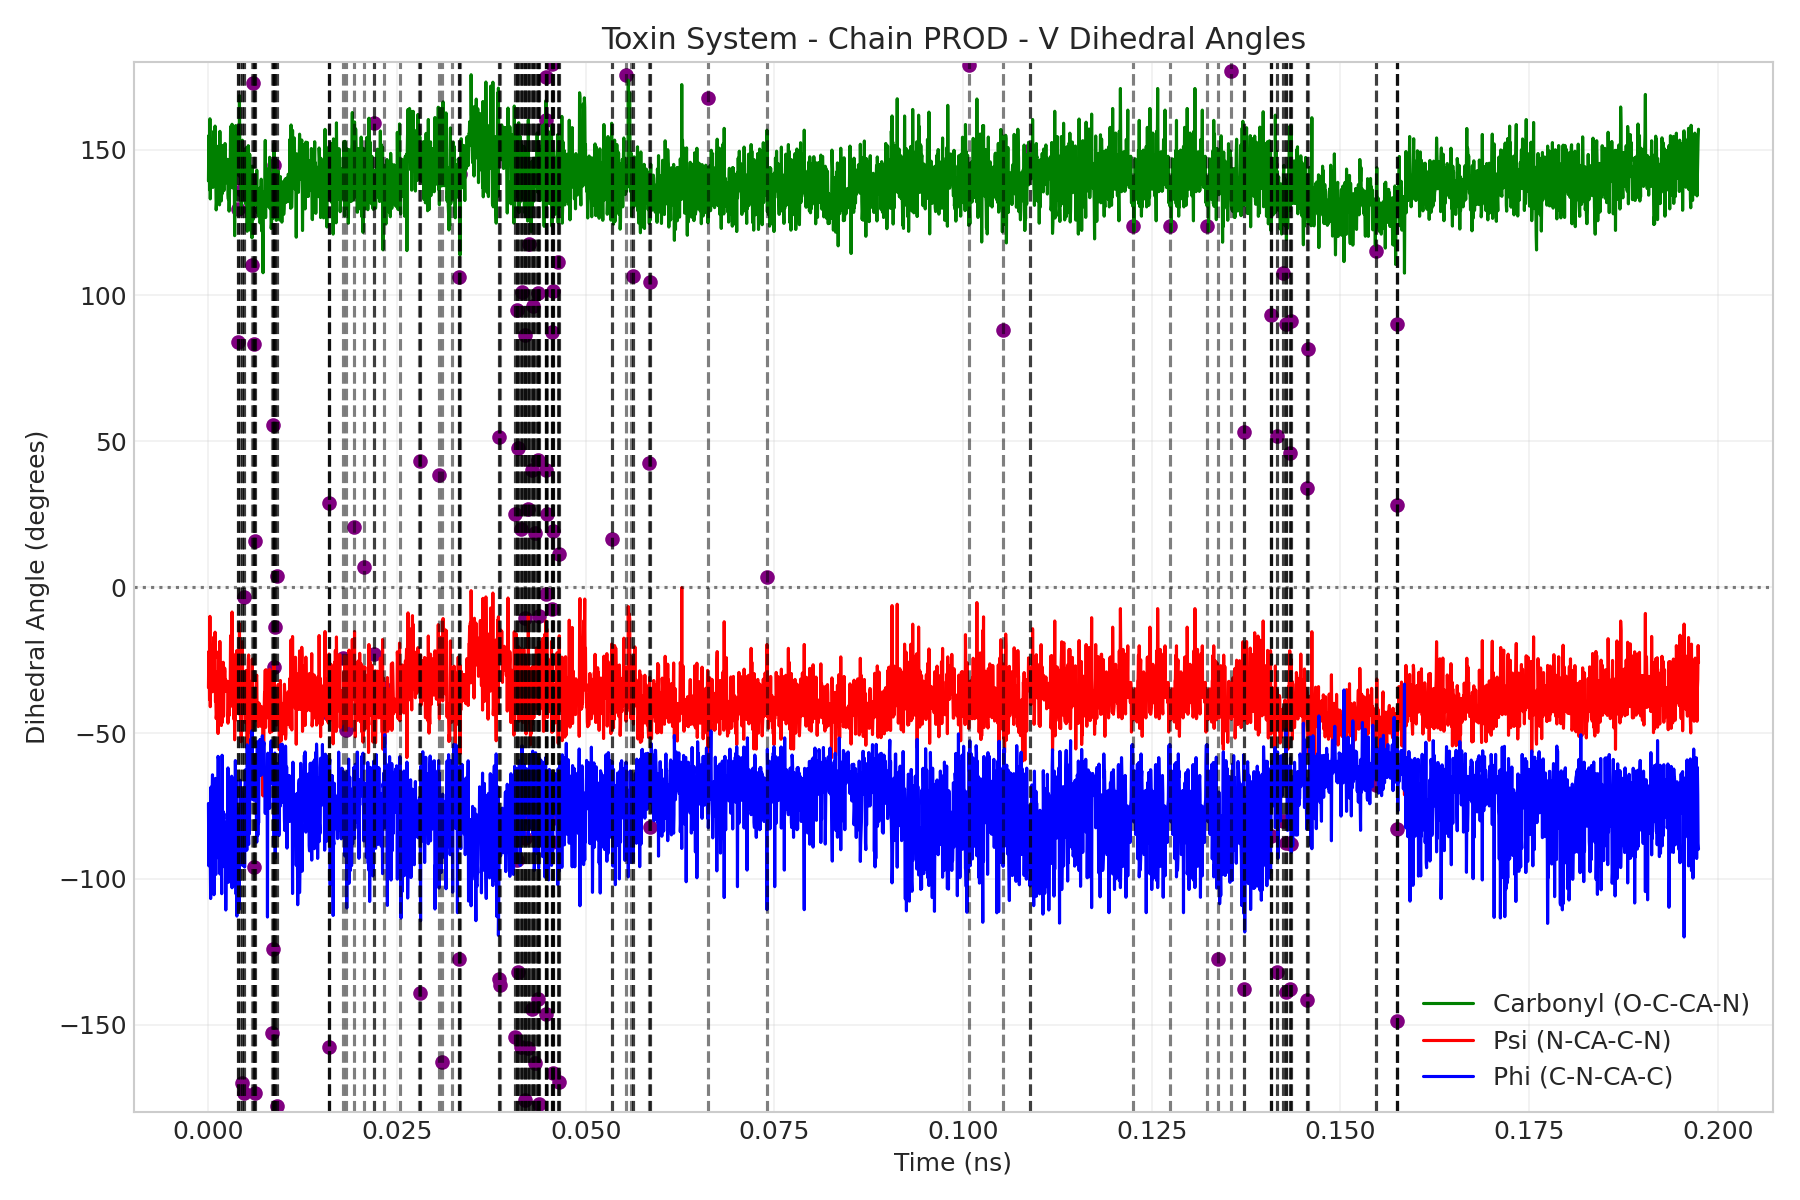 Toxin System - Chain PROD - V Dihedral Angles
Dihedral Angle (degrees)
150
100
50
0
−50
−100
−150
Carbonyl (O-C-CA-N)
Psi (N-CA-C-N)
Phi (C-N-CA-C)
0.000 0.025 0.050 0.075 0.100 0.125 0.150 0.175 0.200
Time (ns)